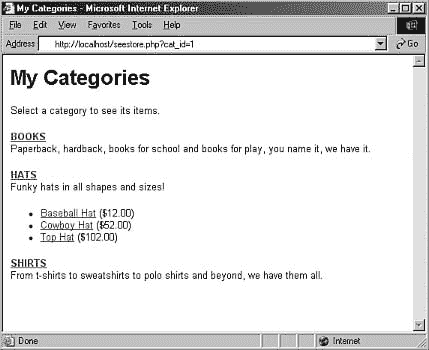 My Categories - Microsoft Internet Explorer
File Edit View Favorites Tools Help
Address http://localhost/seestore.php?cat_id=1 Go
My Categories
Select a category to see its items.
BOOKS
Paperback, hardback, books for school and books for play, you name it, we have it.
HATS
Funky hats in all shapes and sizes!
• Baseball Hat ($12.00)
• Cowboy Hat ($52.00)
• Top Hat ($102.00)
SHIRTS
From t-shirts to sweatshirts to polo shirts and beyond, we have them all.
Done Internet